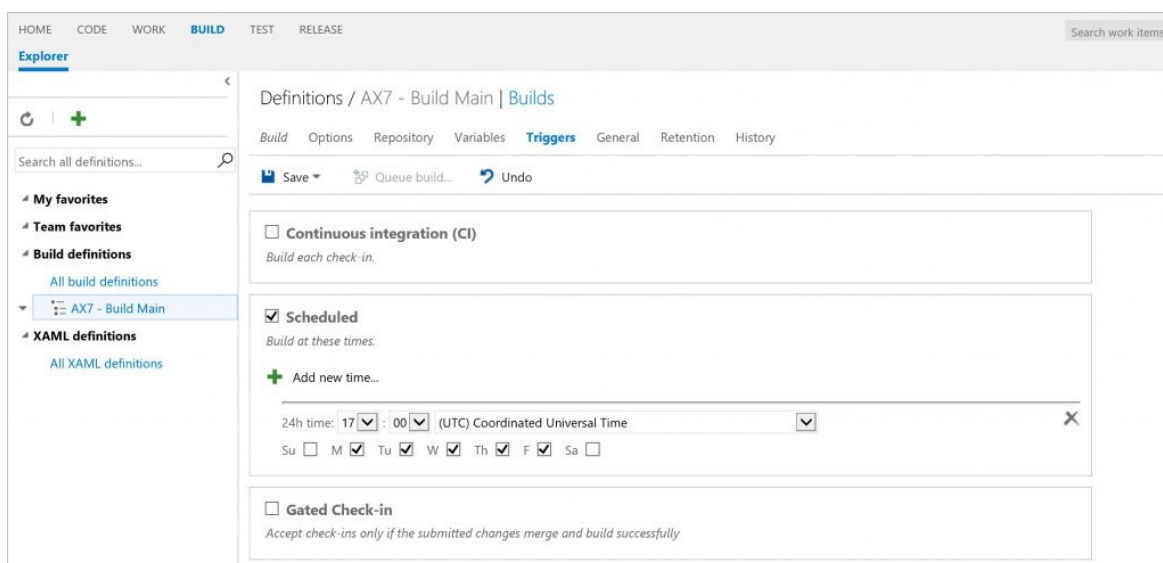 HOME CODE WORK BUILD TEST RELEASE
Search work items
Explorer
Definitions / AX7 - Build Main | Builds
Build Options Repository Variables Triggers General Retention History
Search all definitions...
Save Queue build... Undo
My favorites
Team favorites
Build definitions
All build definitions
AX7 - Build Main
XAML definitions
All XAML definitions
Continuous integration (CI)
Build each check-in.
Scheduled
Build at these times.
Add new time...
24h time: 17 : 00 (UTC) Coordinated Universal Time
Su M Tu W Th F Sa
Gated Check-in
Accept check-ins only if the submitted changes merge and build successfully